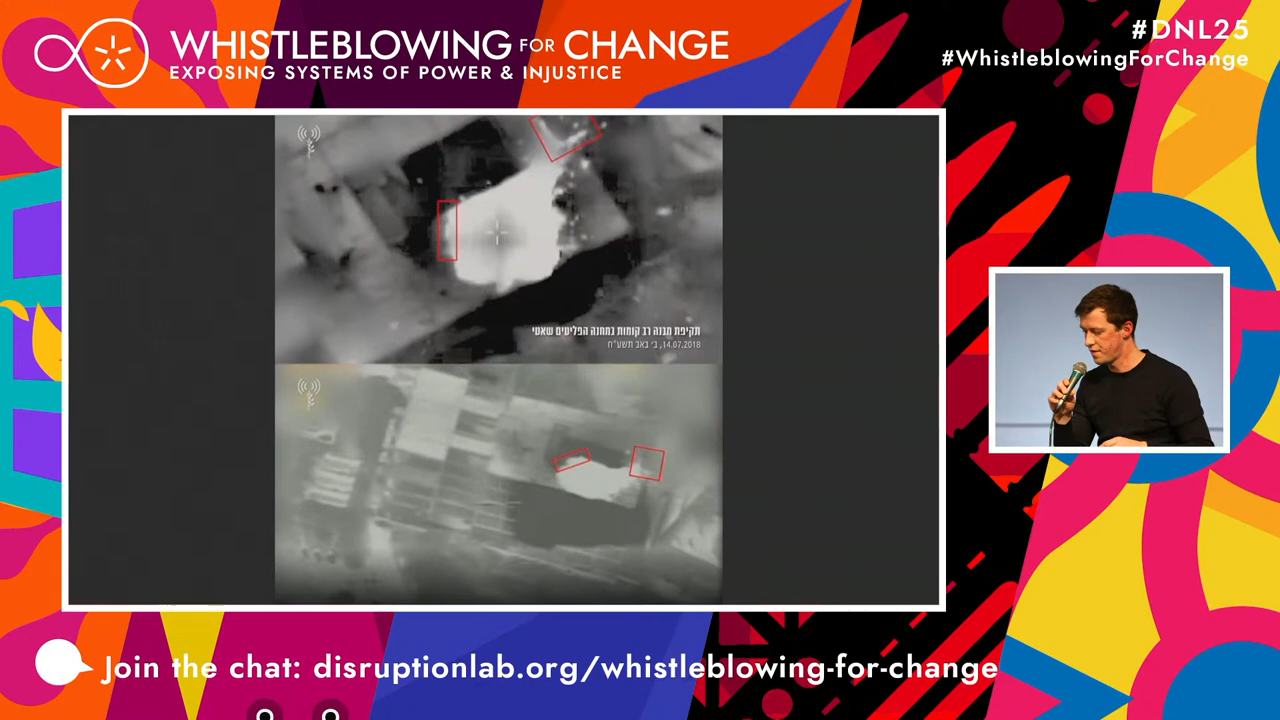 WHISTLEBLOWING FOR CHANGE
EXPOSING SYSTEMS OF POWER & INJUSTICE
#DNL25
#WhistleblowingForChange
תקיפת מבנה רב קומות במחנה הפליטים שאטי
14.07.2018, ב׳ באב תשע״ח
Join the chat: disruptionlab.org/whistleblowing-for-change